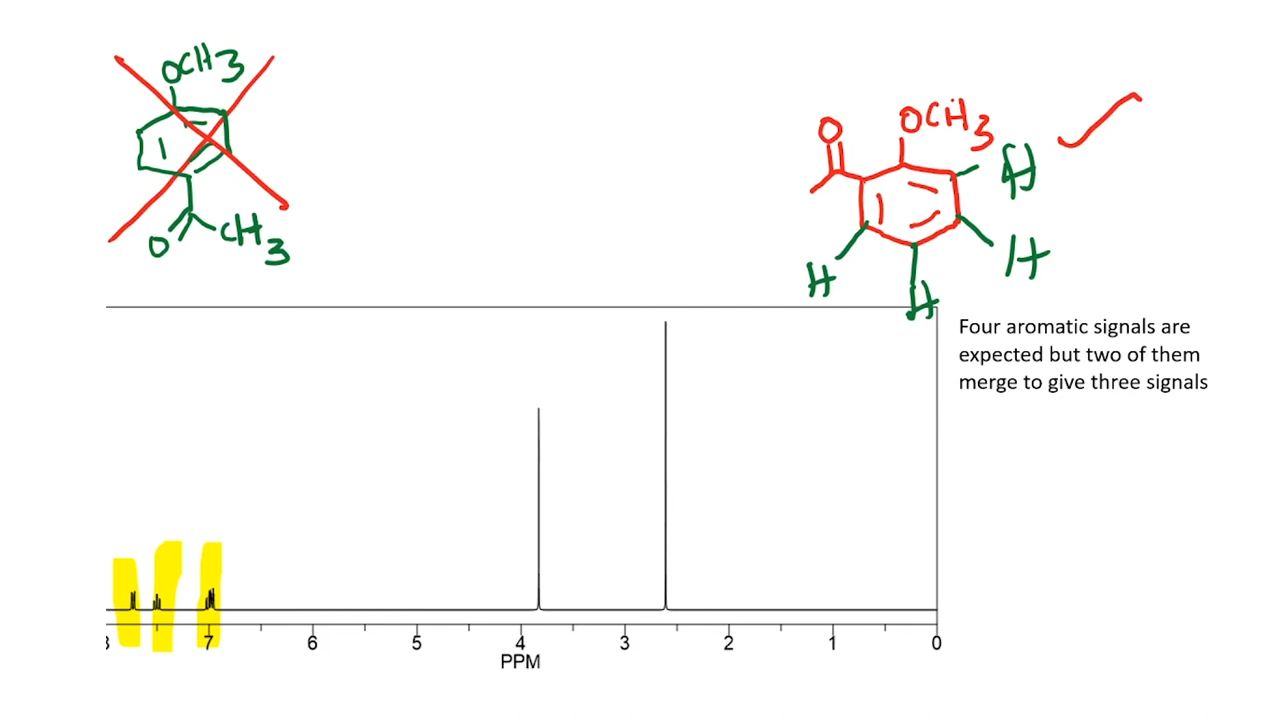 OCH3
O
CH3
O
OCH3
H
H
H
H
Four aromatic signals are
expected but two of them
merge to give three signals
8 7 6 5 4 3 2 1 0
PPM